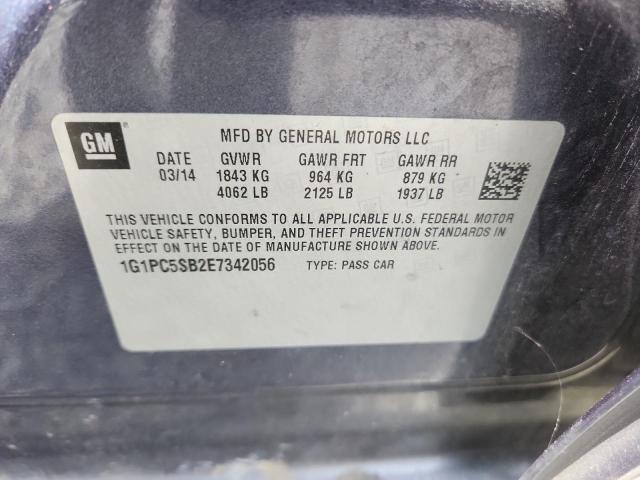 GM
MFD BY GENERAL MOTORS LLC
DATE GVWR GAWR FRT GAWR RR
03/14 1843 KG 964 KG 879 KG
4062 LB 2125 LB 1937 LB
THIS VEHICLE CONFORMS TO ALL APPLICABLE U.S. FEDERAL MOTOR
VEHICLE SAFETY, BUMPER, AND THEFT PREVENTION STANDARDS IN
EFFECT ON THE DATE OF MANUFACTURE SHOWN ABOVE.
1G1PC5SB2E7342056 TYPE: PASS CAR